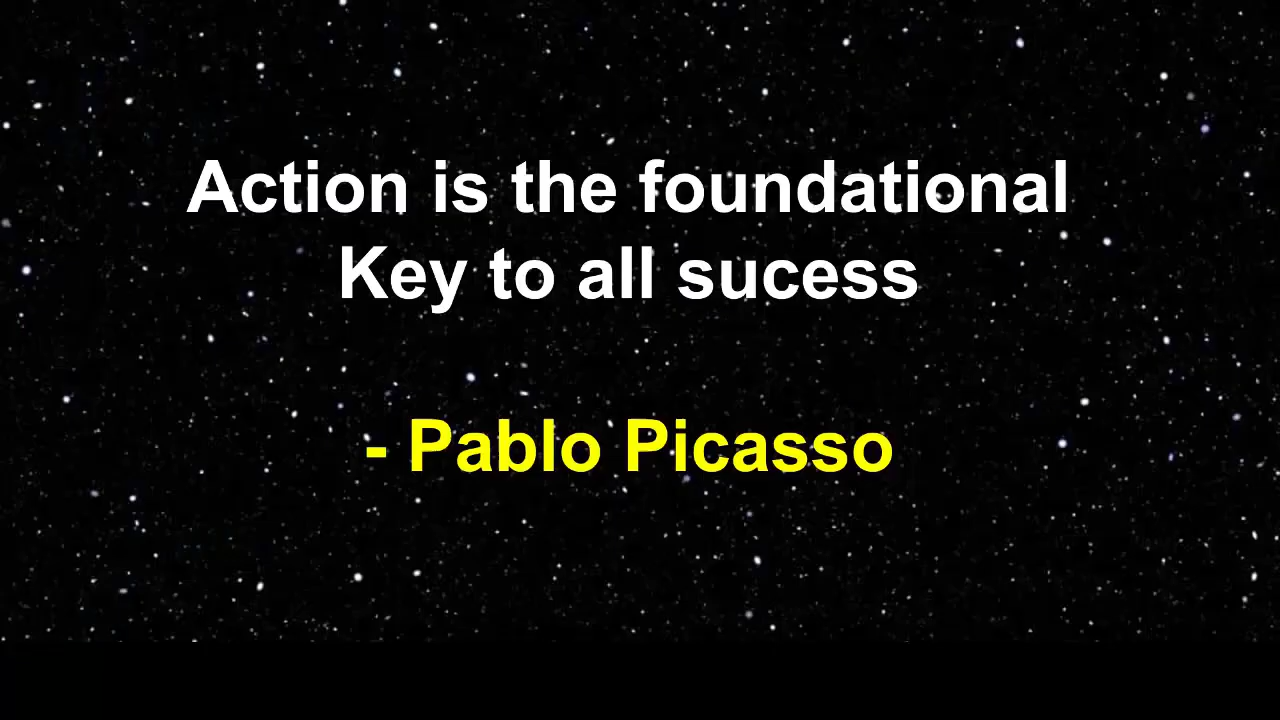 Action is the foundational
Key to all sucess
- Pablo Picasso